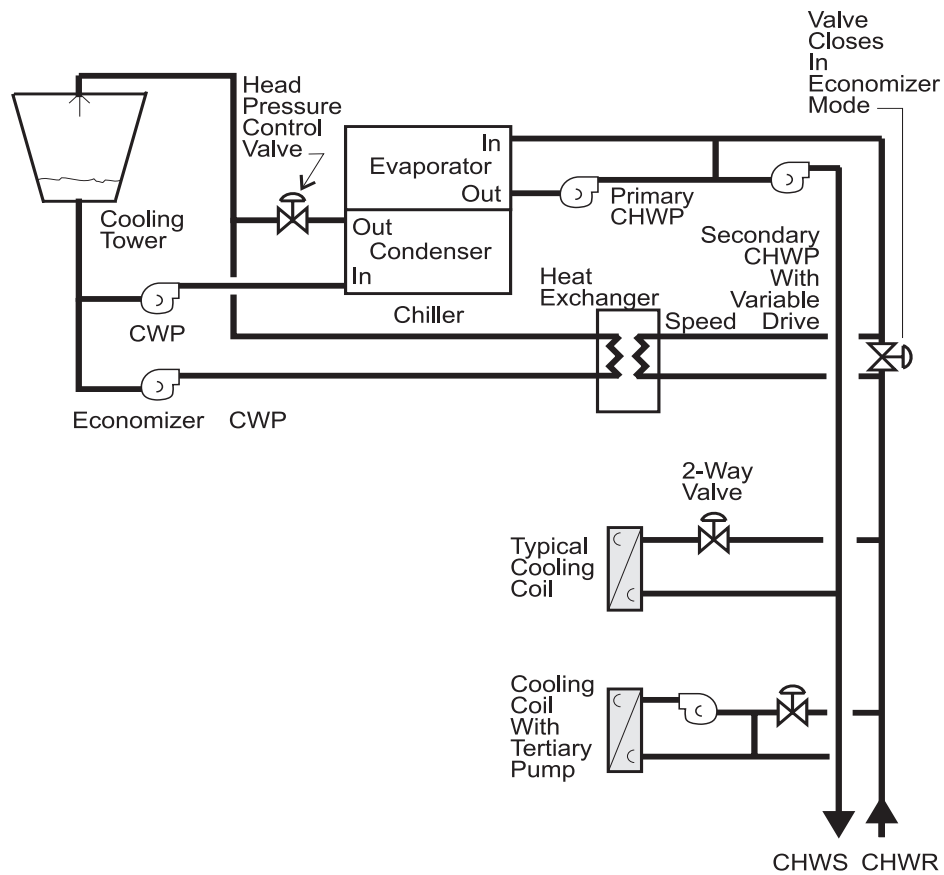 Valve
Closes
In
Economizer
Mode
Head
Pressure
Control
Valve
In
Evaporator
Out
Primary
CHWP
Cooling
Tower
Out
Condenser
In
Secondary
CHWP
With
Variable
Speed Drive
Heat
Exchanger
Chiller
CWP
Economizer CWP
2-Way
Valve
Typical
Cooling
Coil
Cooling
Coil
With
Tertiary
Pump
CHWS CHWR